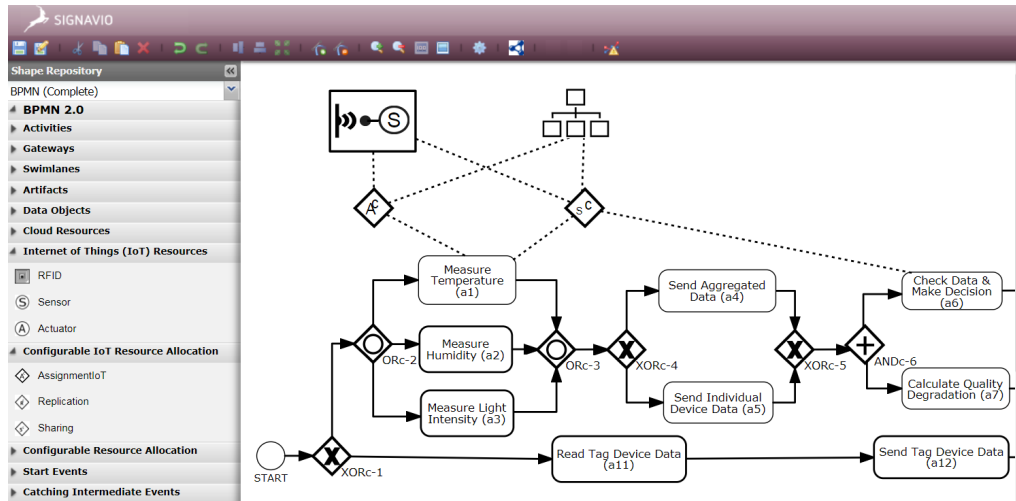 SIGNAVIO
Shape Repository
BPMN (Complete)
BPMN 2.0
Activities
Gateways
Swimlanes
Artifacts
Data Objects
Cloud Resources
Internet of Things (IoT) Resources
RFID
S
Sensor
A
Actuator
Configurable IoT Resource Allocation
AssignmentIoT
Replication
Sharing
Configurable Resource Allocation
Start Events
Catching Intermediate Events
S
A C
S C
Measure
Temperature
(a1)
Measure
Humidity (a2)
Measure Light
Intensity (a3)
ORc-2
ORc-3
Send Aggregated
Data (a4)
XORc-4
Send Individual
Device Data (a5)
XORc-5
Check Data &
Make Decision
(a6)
ANDc-6
Calculate Quality
Degradation (a7)
START
XORc-1
Read Tag Device Data
(a11)
Send Tag Device Data
(a12)